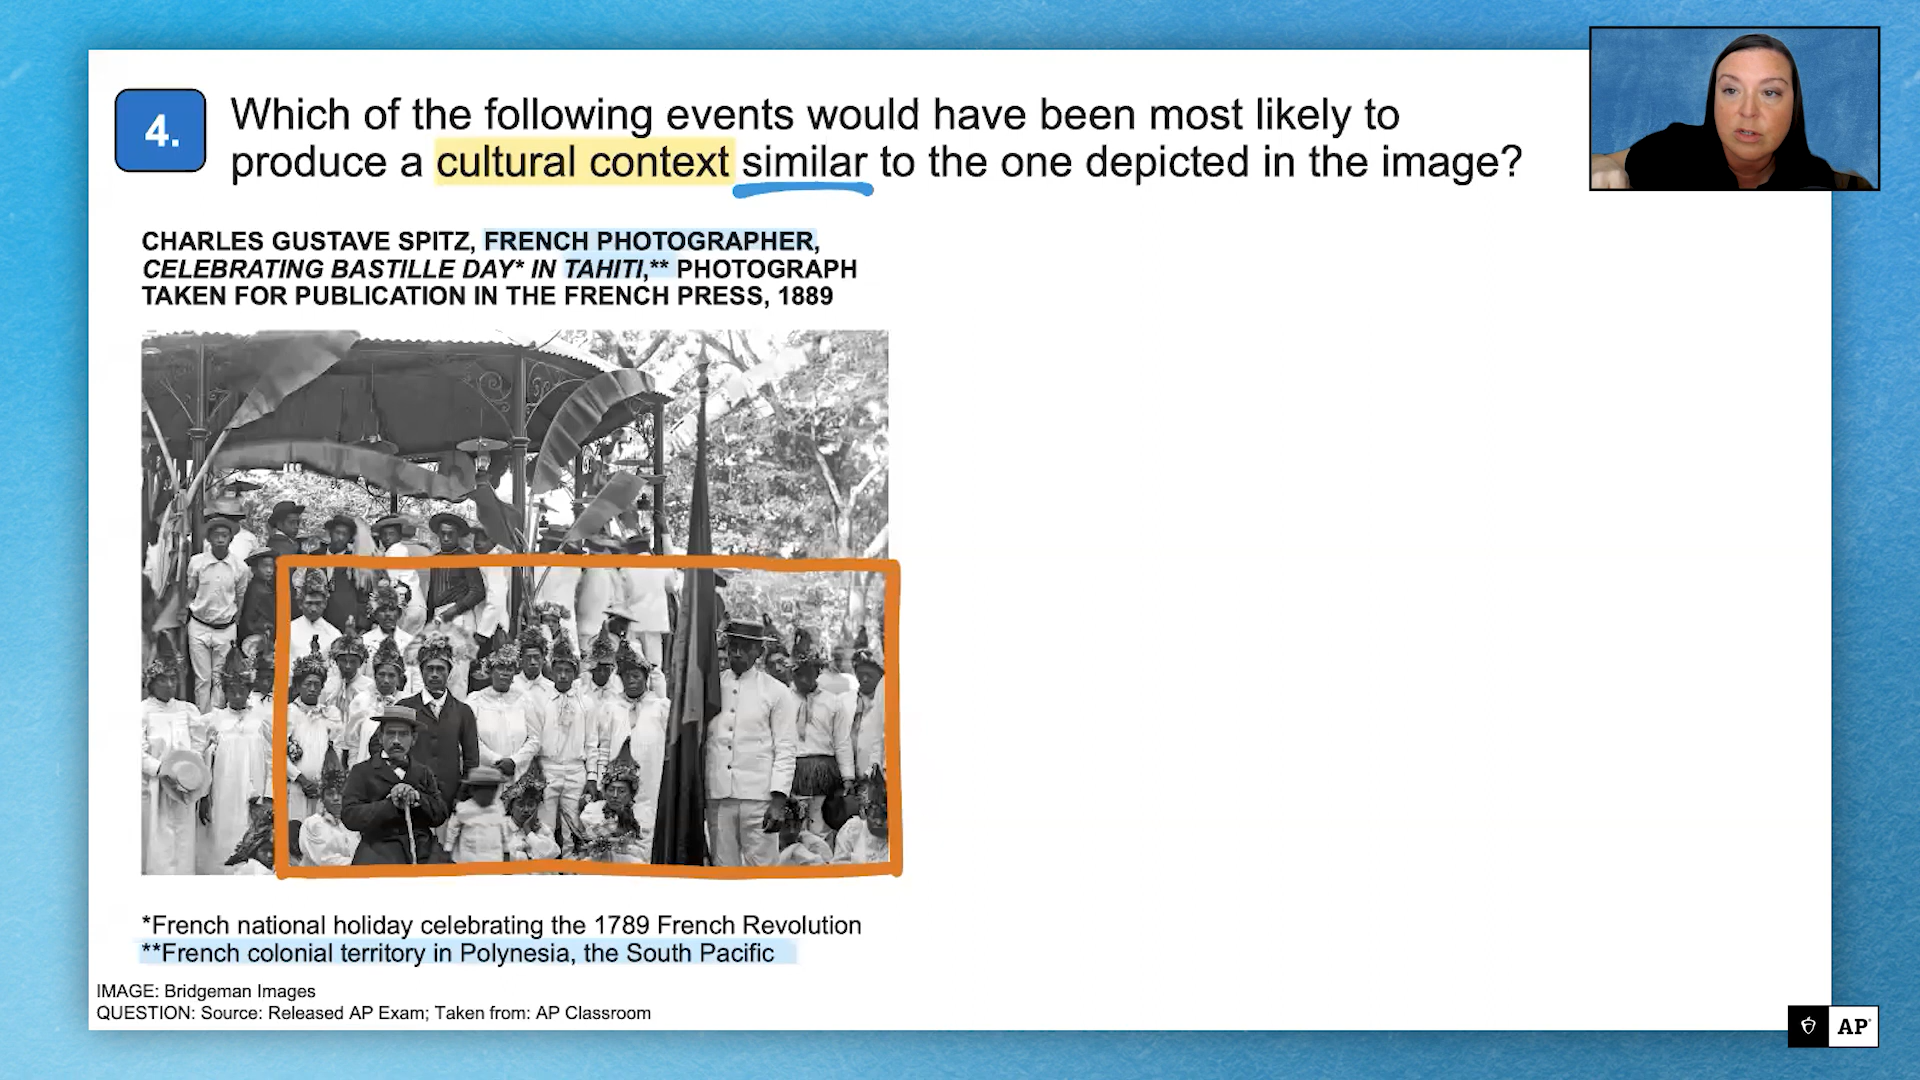 4.
Which of the following events would have been most likely to
produce a cultural context similar to the one depicted in the image?
CHARLES GUSTAVE SPITZ, FRENCH PHOTOGRAPHER,
CELEBRATING BASTILLE DAY* IN TAHITI,** PHOTOGRAPH
TAKEN FOR PUBLICATION IN THE FRENCH PRESS, 1889
*French national holiday celebrating the 1789 French Revolution
**French colonial territory in Polynesia, the South Pacific
IMAGE: Bridgeman Images
QUESTION: Source: Released AP Exam; Taken from: AP Classroom
AP